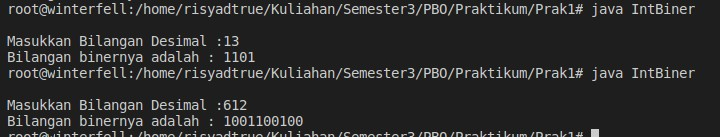 root@winterfell:/home/risyadtrue/Kuliahan/Semester3/PBO/Praktikum/Prak1# java IntBiner
Masukkan Bilangan Desimal :13
Bilangan binernya adalah : 1101
root@winterfell:/home/risyadtrue/Kuliahan/Semester3/PBO/Praktikum/Prak1# java IntBiner
Masukkan Bilangan Desimal :612
Bilangan binernya adalah : 1001100100
root@winterfell:/home/risyadtrue/Kuliahan/Semester3/PBO/Praktikum/Prak1#